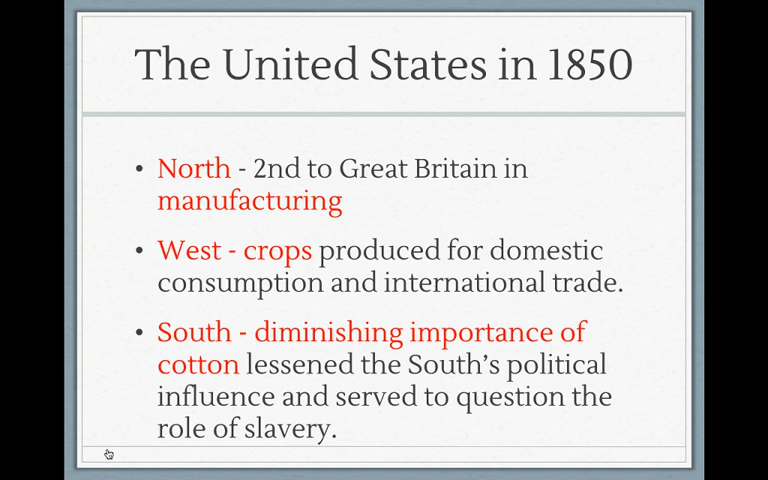 The United States in 1850
• North - 2nd to Great Britain in
manufacturing
• West - crops produced for domestic
consumption and international trade.
• South - diminishing importance of
cotton lessened the South's political
influence and served to question the
role of slavery.